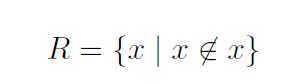 R = {x | x ∉ x}